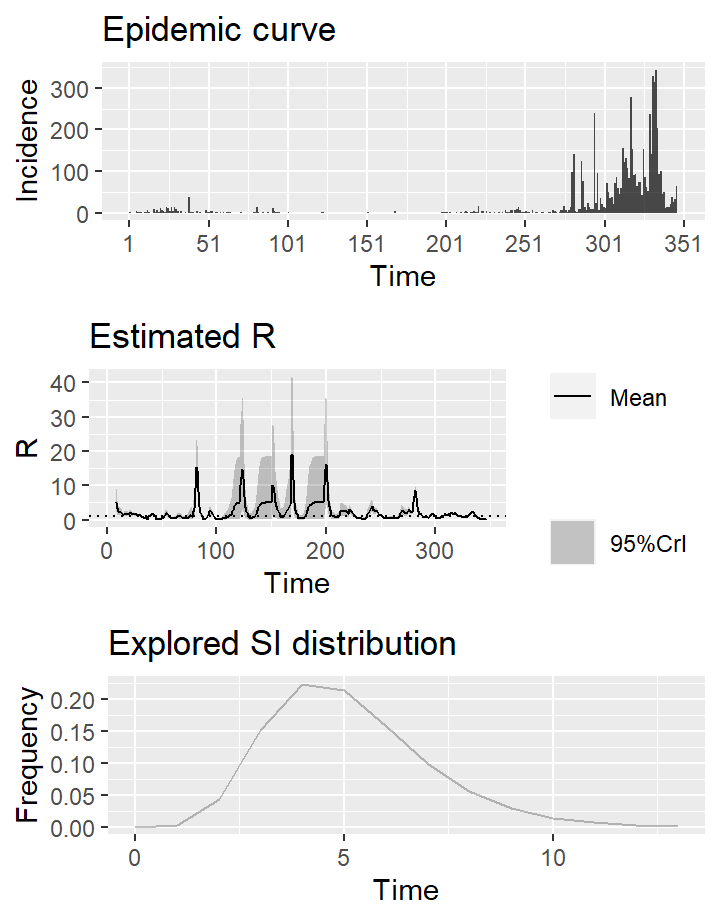 Epidemic curve
Incidence
300
200
100
0
1 51 101 151 201 251 301 351
Time
Estimated R
R
40
30
20
10
0
0 100 200 300
Time
Mean
95%CrI
Explored SI distribution
Frequency
0.20
0.15
0.10
0.05
0.00
0 5 10
Time